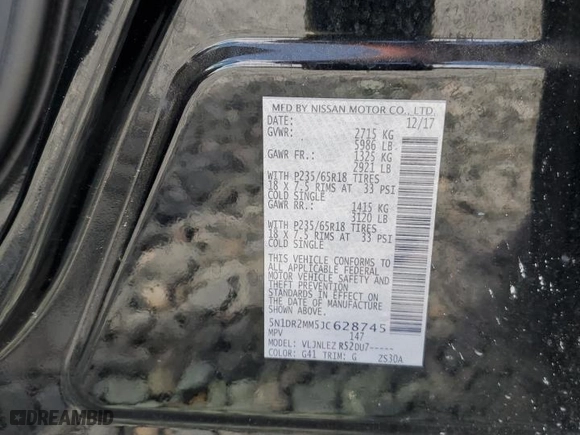 MFD BY NISSAN MOTOR CO., LTD.
DATE: 12/17
GVWR: 2715 KG
5986 LB
GAWR FR.: 1325 KG
2921 LB
WITH P235/65R18 TIRES
18 x 7.5 RIMS AT 33 PSI
COLD SINGLE
GAWR RR.: 1415 KG
3120 LB
WITH P235/65R18 TIRES
18 x 7.5 RIMS AT 33 PSI
COLD SINGLE
THIS VEHICLE CONFORMS TO
ALL APPLICABLE FEDERAL
MOTOR VEHICLE SAFETY AND
THEFT PREVENTION
STANDARDS IN EFFECT ON
THE DATE OF MANUFACTURE
SHOWN ABOVE.
5N1DR2MM5JC628745
MPV 147
MODEL: VLJNLEZ R52DU7-----
COLOR: G41 TRIM: G ZS30A
DREAMBID